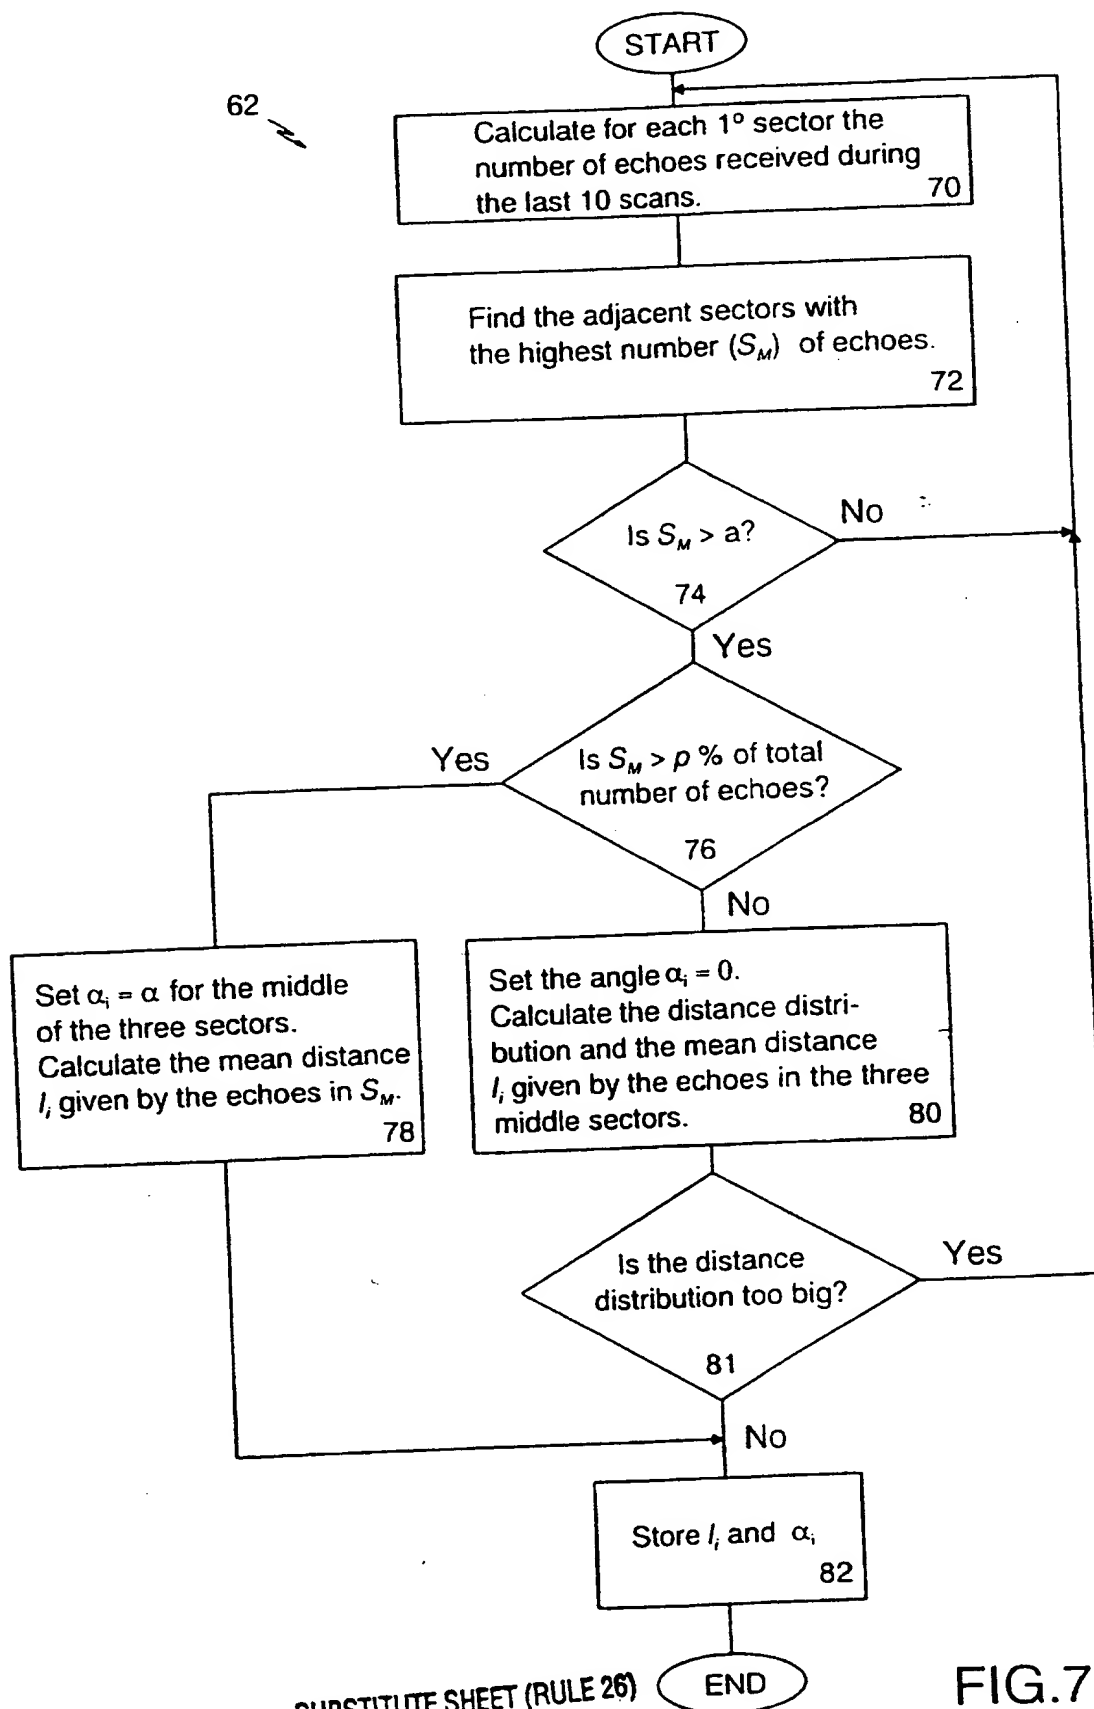 START
62
Calculate for each 1° sector the
number of echoes received during
the last 10 scans.
70
Find the adjacent sectors with
the highest number (S_M) of echoes.
72
Is S_M > a?
74
No
Yes
Is S_M > p % of total
number of echoes?
76
Yes
No
Set α_i = α for the middle
of the three sectors.
Calculate the mean distance
l_i given by the echoes in S_M.
78
Set the angle α_i = 0.
Calculate the distance distri-
bution and the mean distance
l_i given by the echoes in the three
middle sectors.
80
Is the distance
distribution too big?
81
Yes
No
Store l_i and α_i
82
END
SUBSTITUTE SHEET (RULE 26)
FIG.7